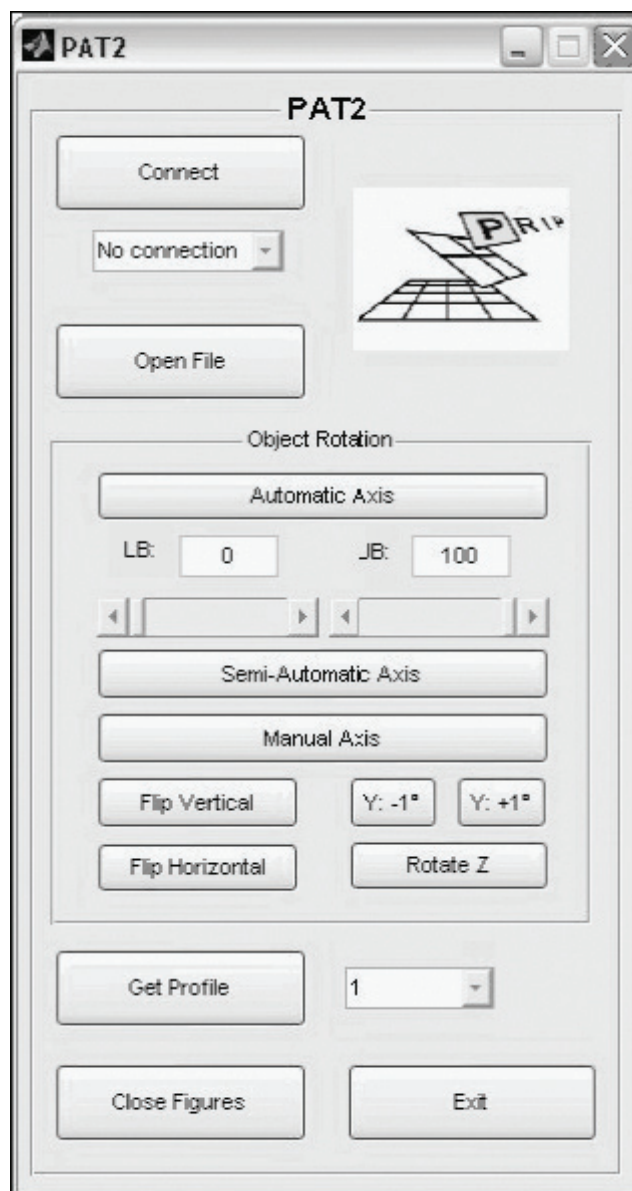 PAT2
PAT2
Connect
PRIP
No connection
Open File
Object Rotation
Automatic Axis
LB: 0 JB: 100
Semi-Automatic Axis
Manual Axis
Flip Vertical Y: -1° Y: +1°
Flip Horizontal Rotate Z
Get Profile 1
Close Figures Exit